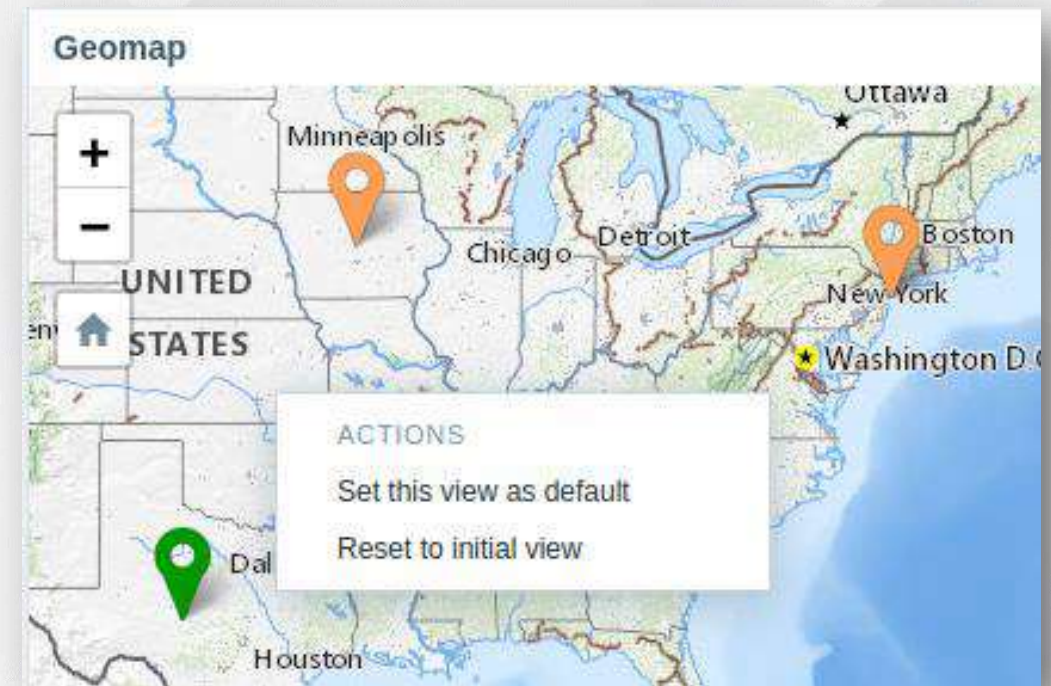 Geomap
Ottawa
Minneapolis
+
−
Detroit
Boston
Chicago
UNITED
New York
STATES
Washington D.
ACTIONS
Set this view as default
Reset to initial view
Dal
Houston